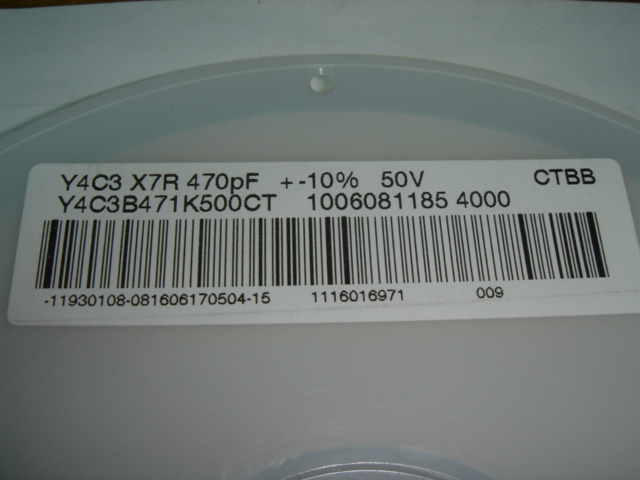 Y4C3 X7R 470pF +-10% 50V CTBB
Y4C3B471K500CT 1006081185 4000
-11930108-081606170504-15 1116016971 009